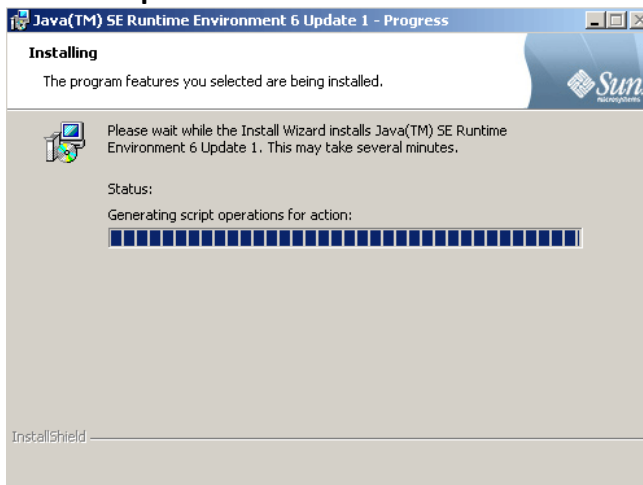 Java(TM) SE Runtime Environment 6 Update 1 - Progress
Installing
The program features you selected are being installed.
Sun
microsystems
Please wait while the Install Wizard installs Java(TM) SE Runtime
Environment 6 Update 1. This may take several minutes.
Status:
Generating script operations for action:
InstallShield